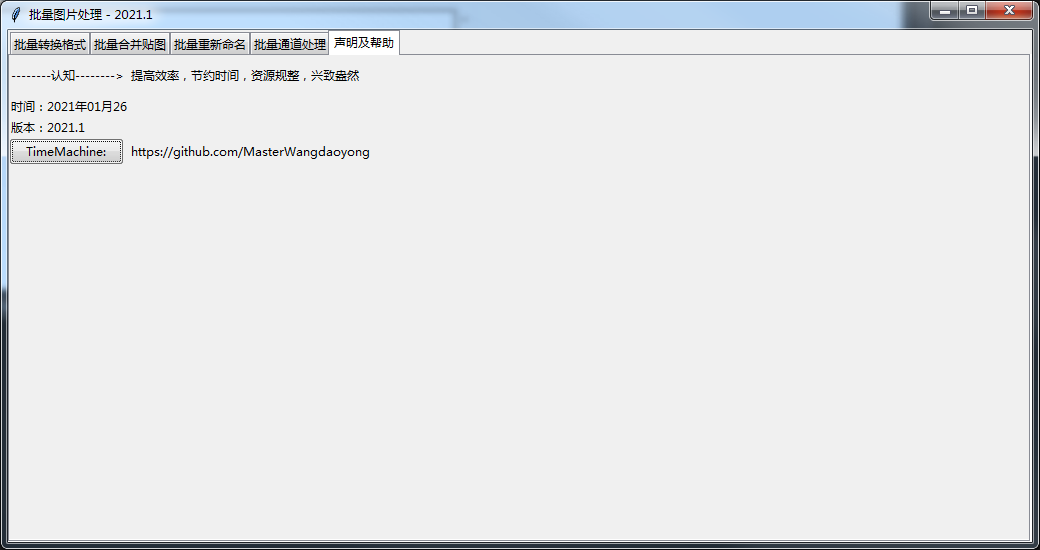 批量图片处理 - 2021.1
批量转换格式 批量合并贴图 批量重新命名 批量通道处理 声明及帮助
--------认知--------> 提高效率，节约时间，资源规整，兴致盎然
时间：2021年01月26
版本：2021.1
TimeMachine: https://github.com/MasterWangdaoyong